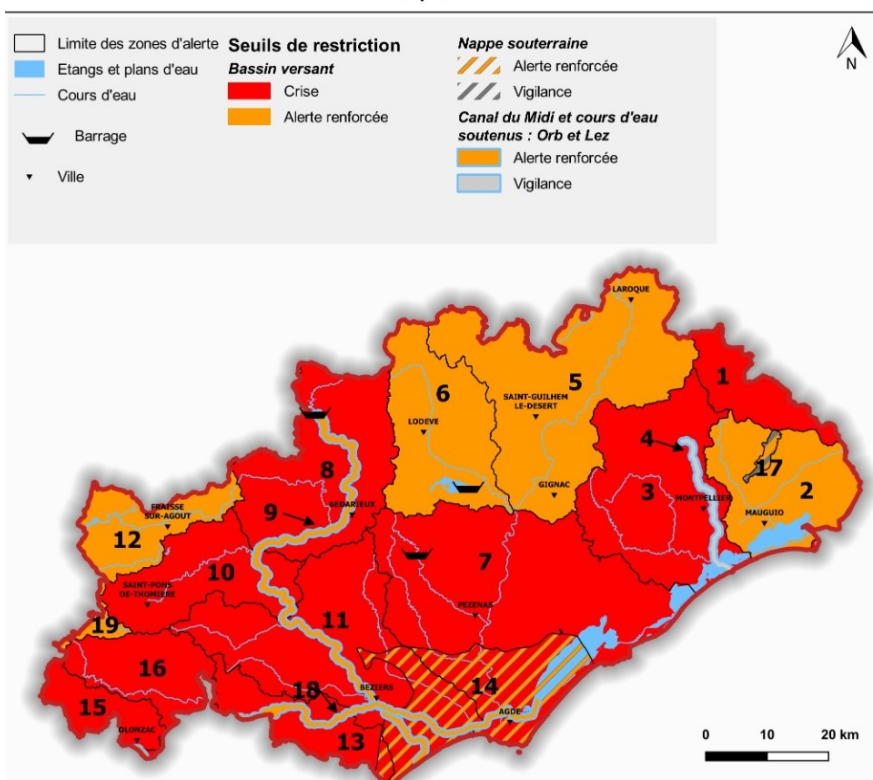 Limite des zones d'alerte
Etangs et plans d'eau
Cours d'eau
Barrage
Ville
Seuils de restriction
Bassin versant
Crise
Alerte renforcée
Nappe souterraine
Alerte renforcée
Vigilance
Canal du Midi et cours d'eau
soutenus : Orb et Lez
Alerte renforcée
Vigilance
N
LAROQUE
1
6
5
SAINT-GUILHEM
LE-DESERT
LODEVE
4
17
8
GIGNAC
3
MONTPELLIER
2
MAUGUIO
FRAISSE
SUR-AGOUT
9
BEDARIEUX
12
7
10
SAINT-PONS
DE-THOMIERE
PEZENAS
19
11
16
14
18
BEZIERS
AGDE
15
OLONZAC
13
0 10 20 km